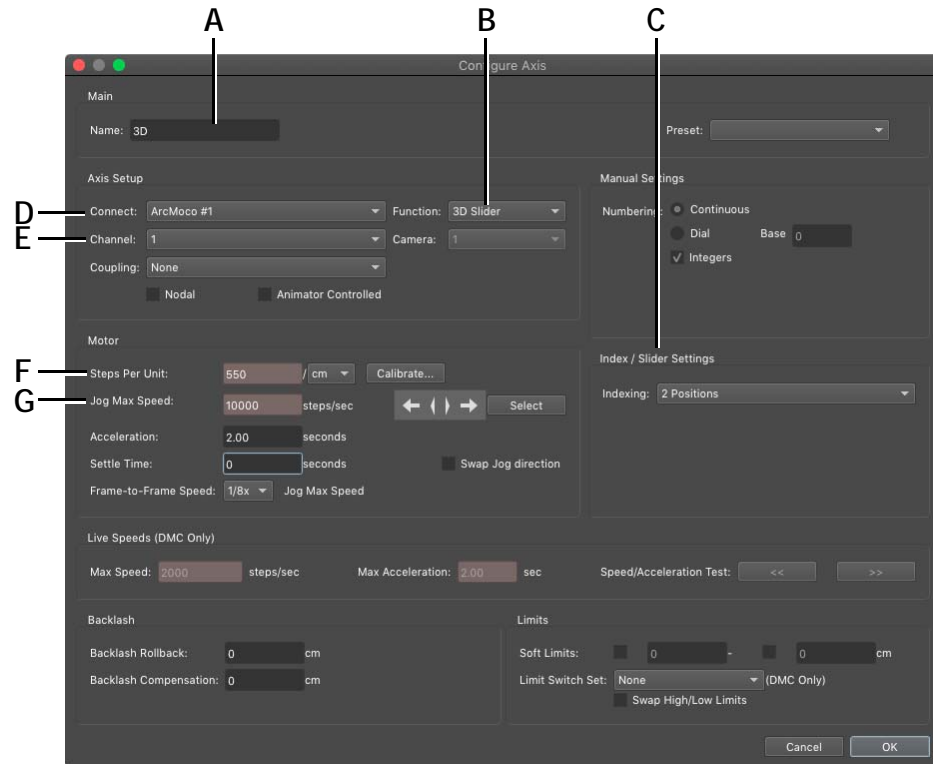 A B C
Configure Axis
Main
Name: 3D Preset:
Axis Setup Manual Settings
D Connect: ArcMoco #1 Function: 3D Slider Numbering: Continuous
E Channel: 1 Camera: 1 Dial Base 0
Coupling: None Integers
Nodal Animator Controlled
Motor Index / Slider Settings
F Steps Per Unit: 550 / cm Calibrate...
Indexing: 2 Positions
G Jog Max Speed: 10000 steps/sec Select
Acceleration: 2.00 seconds
Settle Time: 0 seconds Swap Jog direction
Frame-to-Frame Speed: 1/8x Jog Max Speed
Live Speeds (DMC Only)
Max Speed: 2000 steps/sec Max Acceleration: 2.00 sec Speed/Acceleration Test: << >>
Backlash Limits
Backlash Rollback: 0 cm Soft Limits: 0 - 0 cm
Backlash Compensation: 0 cm Limit Switch Set: None (DMC Only)
Swap High/Low Limits
Cancel OK